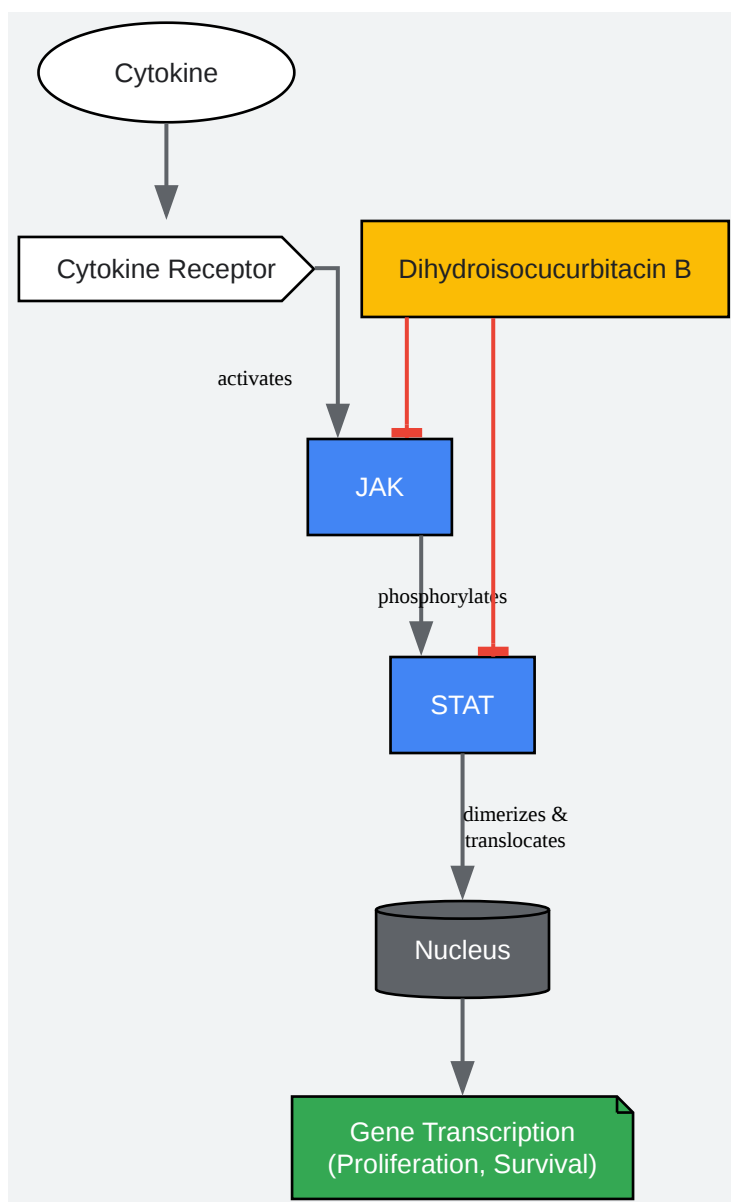 Cytokine
Cytokine Receptor
Dihydroisocucurbitacin B
activates
JAK
phosphorylates
STAT
dimerizes &
translocates
Nucleus
Gene Transcription
(Proliferation, Survival)